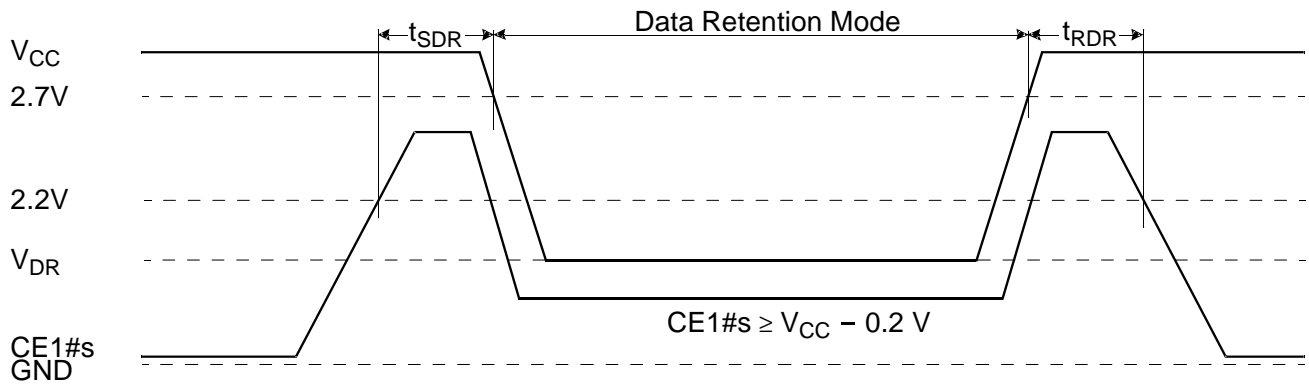 Data Retention Mode
tSDR
tRDR
VCC
2.7V
2.2V
VDR
CE1#s ≥ VCC − 0.2 V
CE1#s
GND